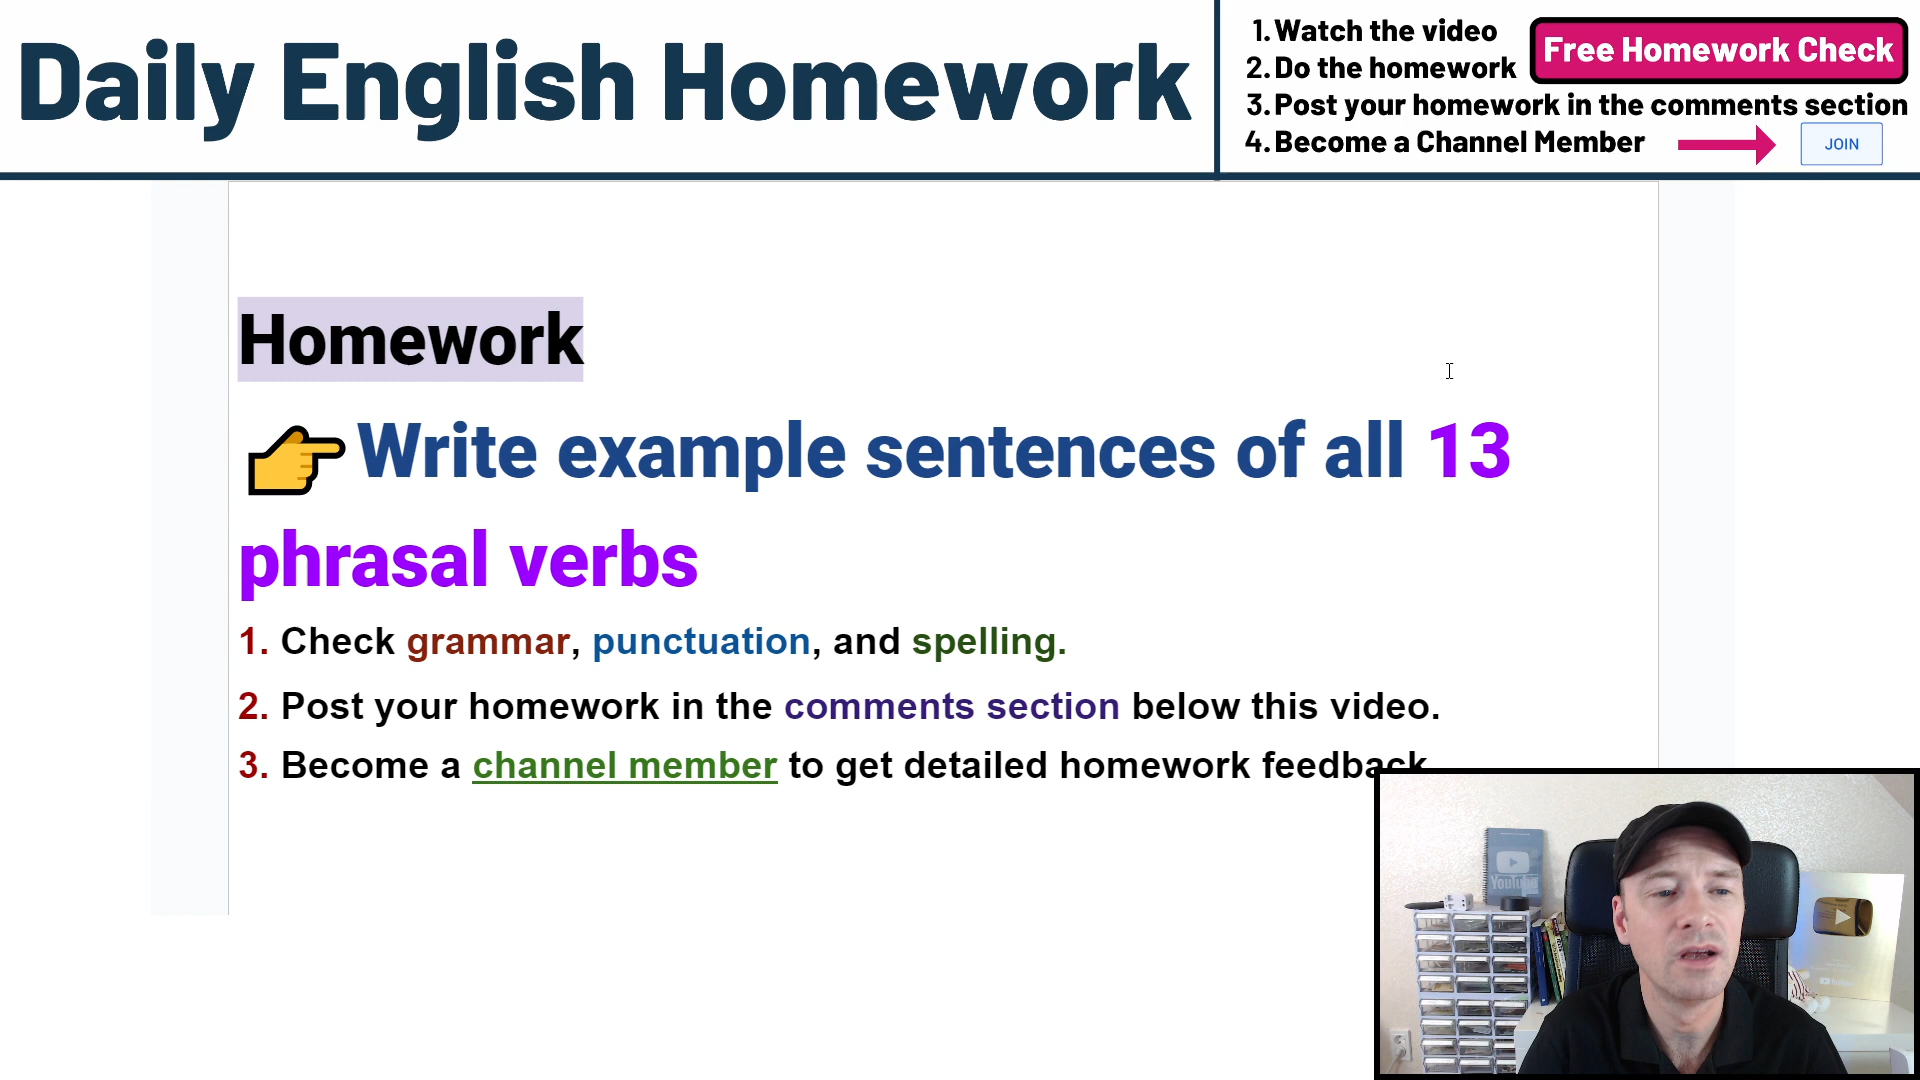 Daily English Homework
1. Watch the video
2. Do the homework
Free Homework Check
3. Post your homework in the comments section
4. Become a Channel Member
JOIN
Homework
👉Write example sentences of all 13
phrasal verbs
1. Check grammar, punctuation, and spelling.
2. Post your homework in the comments section below this video.
3. Become a channel member to get detailed homework feedback
YouTube